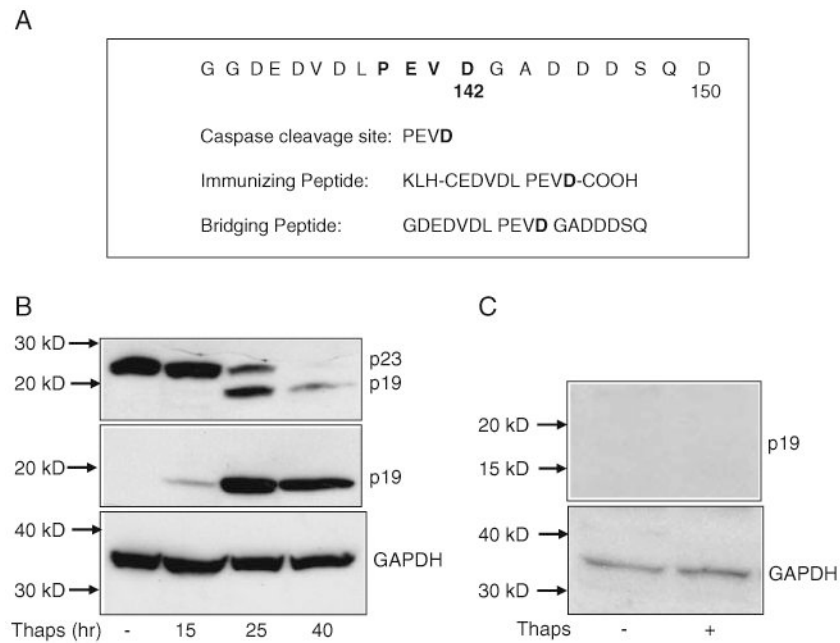 A
G G D E D V D L P E V D G A D D D S Q D
142 150
Caspase cleavage site: PEVD
Immunizing Peptide: KLH-CEDVDL PEVD-COOH
Bridging Peptide: GDEDVDL PEVD GADDDSQ
B
30 kD
p23
20 kD
p19
20 kD
p19
40 kD
GAPDH
30 kD
Thaps (hr) - 15 25 40
C
20 kD
p19
15 kD
40 kD
GAPDH
30 kD
Thaps - +